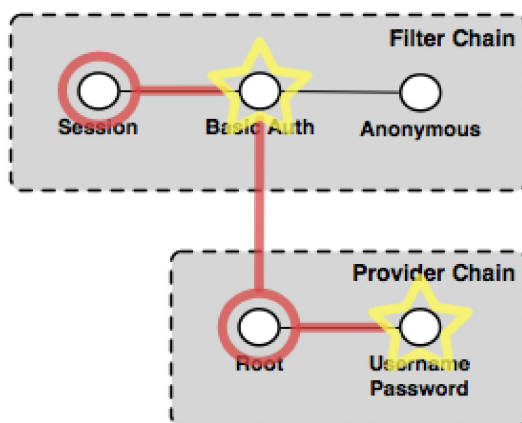 Filter Chain
Session
Basic Auth
Anonymous
Provider Chain
Root
Username
Password